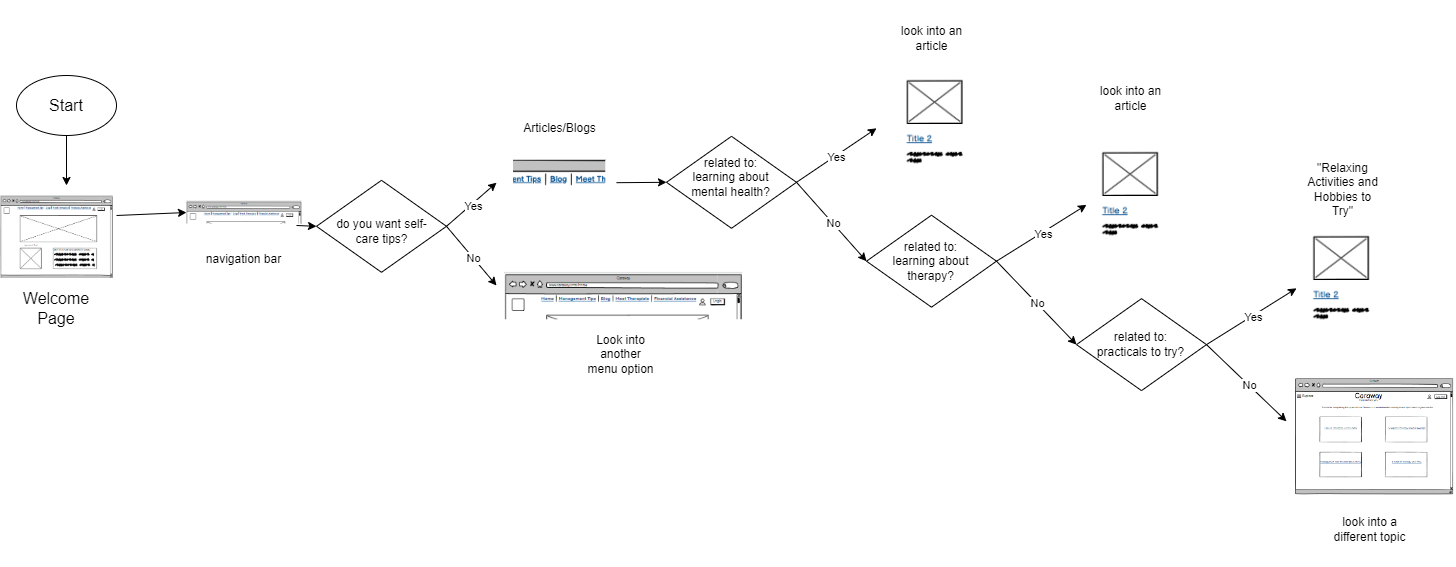 Start
Welcome
Page
navigation bar
do you want self-
care tips?
Yes
No
Articles/Blogs
ent Tips | Blog | Meet Th
Home | Management Tips | Blog | Meet Therapists | Financial Assistance
Look into
another
menu option
related to:
learning about
mental health?
Yes
No
look into an
article
Title 2
related to:
learning about
therapy?
Yes
No
look into an
article
Title 2
related to:
practicals to try?
Yes
No
"Relaxing
Activities and
Hobbies to
Try"
Title 2
Caraway
look into a
different topic